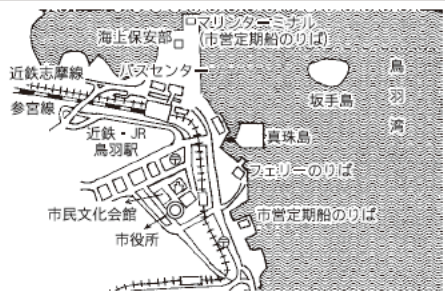 マリンターミナル
(市営定期船のりば)
海上保安部
近鉄志摩線
バスセンター
参宮線
坂手島
鳥羽湾
近鉄・JR
鳥羽駅
真珠島
フェリーのりば
市民文化会館
市営定期船のりば
市役所